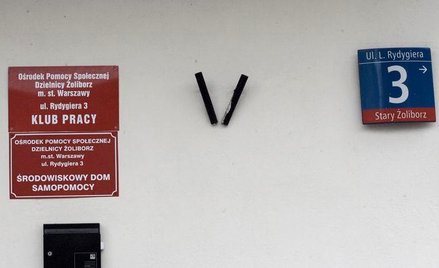 Ośrodek Pomocy Społecznej
Dzielnicy Żoliborz
m. st. Warszawy
ul. Rydygiera 3
KLUB PRACY
OŚRODEK POMOCY SPOŁECZNEJ
DZIELNICY ŻOLIBORZ
m.st. Warszawy
ul. Rydygiera 3
ŚRODOWISKOWY DOM
SAMOPOMOCY
Ul. L. Rydygiera
3
Stary Żoliborz